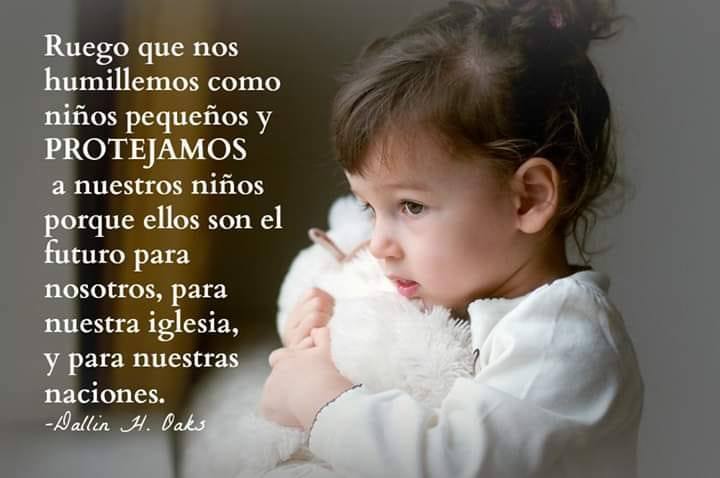 Ruego que nos
humillemos como
niños pequeños y
PROTEJAMOS
a nuestros niños
porque ellos son el
futuro para
nosotros, para
nuestra iglesia,
y para nuestras
naciones.
-Dallin H. Oaks